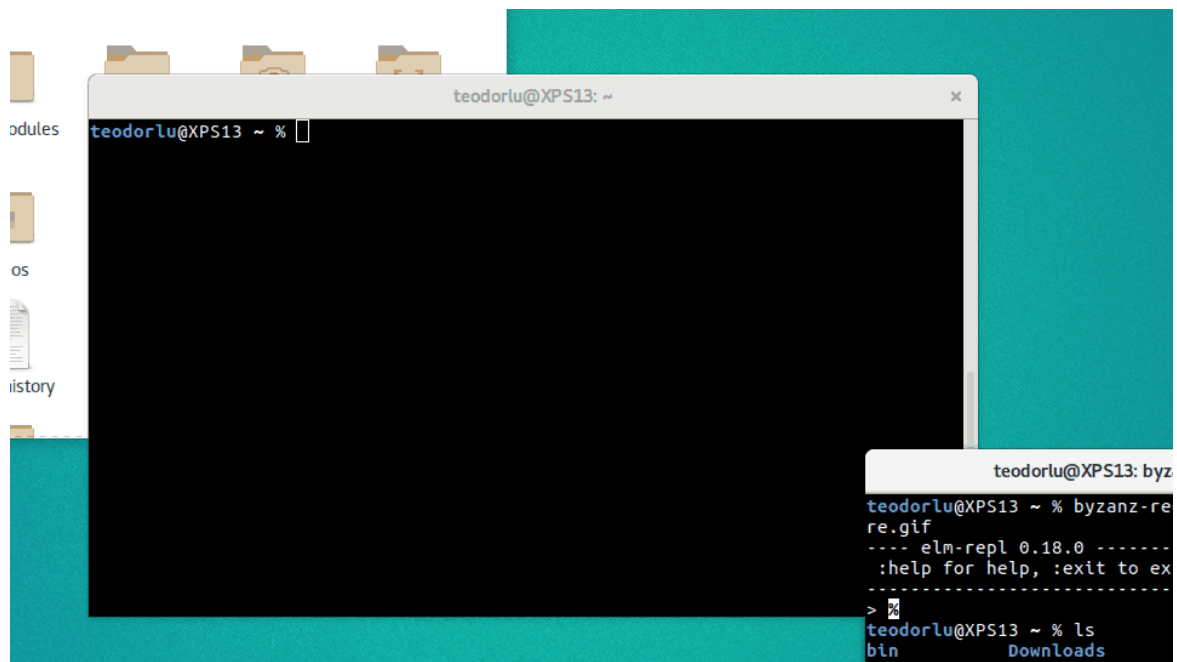 teodorlu@XPS13: ~
×
odules
teodorlu@XPS13 ~ %
os
istory
teodorlu@XPS13: byz
teodorlu@XPS13 ~ % byzanz-re
re.gif
---- elm-repl 0.18.0 -------
:help for help, :exit to ex
----------------------------
> %
teodorlu@XPS13 ~ % ls
bin Downloads